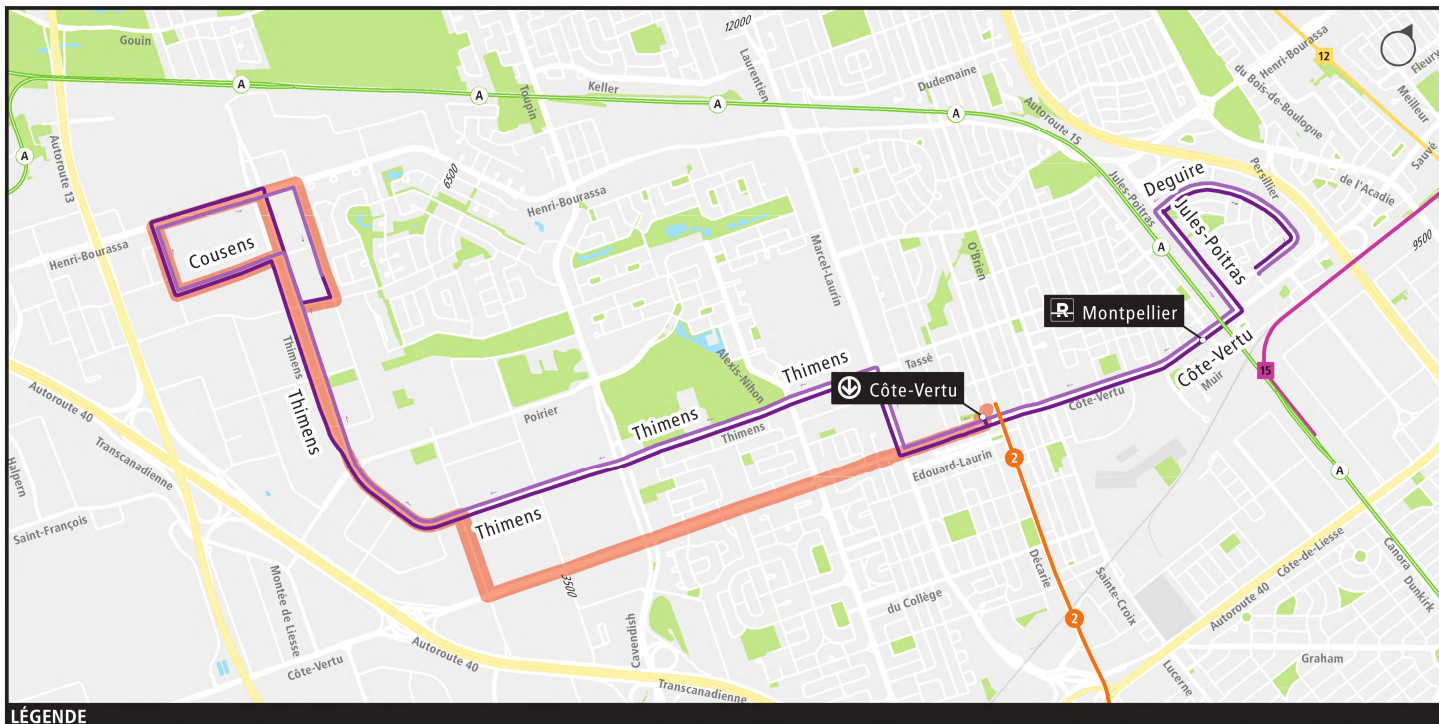 12000
Gouin
Henri-Bourassa
12
Fleury
Laurentien
du Bois-de-Boulogne
Meilleur
Keller
Dudemaine
A
A
A
A
Toupin
Autoroute 15
Sauvé
A
Autoroute 13
Persillier
de l'Acadie
6500
Deguire
Jules-Poitras
Henri-Bourassa
Jules-Poitras
9500
Henri-Bourassa
Cousens
Marcel-Laurin
O'Brien
A
Montpellier
Thimens
Alexis-Nihon
Thimens
Tassé
Côte-Vertu
Muir
15
Côte-Vertu
Côte-Vertu
Autoroute 40
Thimens
Poirier
Thimens
Thimens
Transcanadienne
Edouard-Laurin
2
A
Halpern
Thimens
Saint-François
3500
Décarie
Sainte-Croix
Côte-de-Liesse
Canora
Dunkirk
Montée de Liesse
du Collège
2
Autoroute 40
Cavendish
Autoroute 40
Côte-Vertu
Graham
Lucerne
Transcanadienne
LÉGENDE